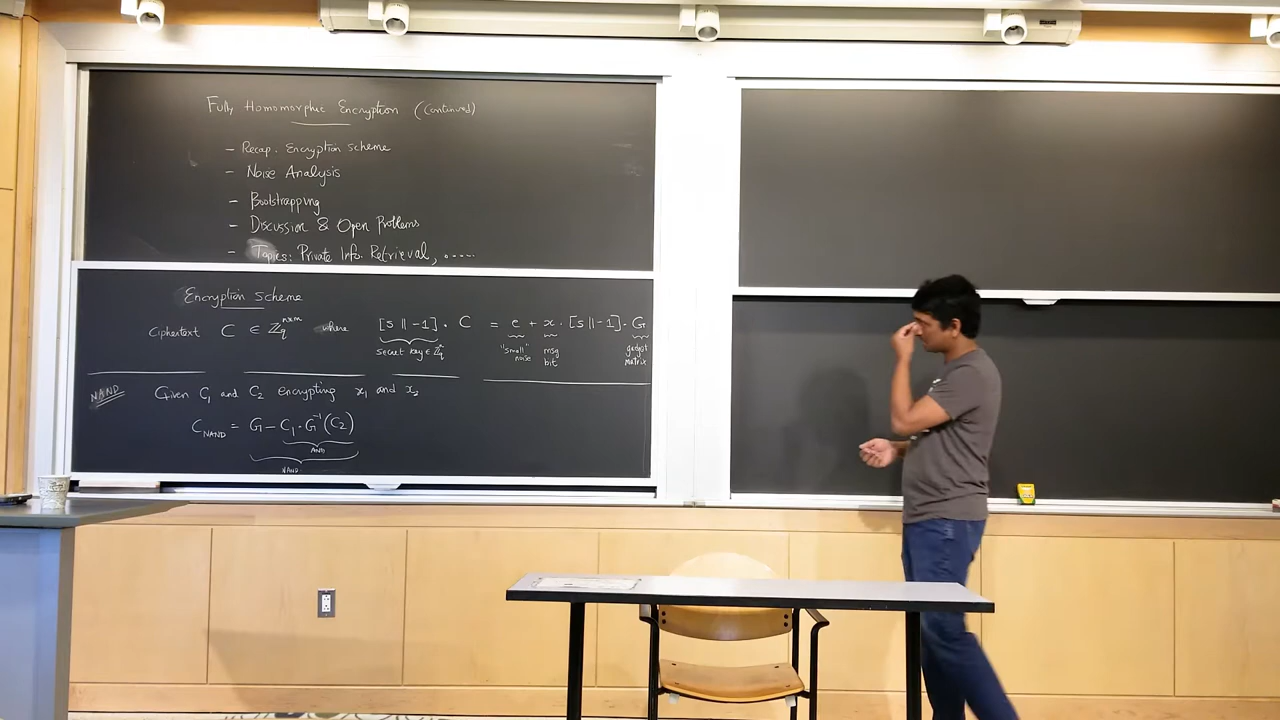 Fully Homomorphic Encryption (Continued)
- Recap. Encryption scheme
- Noise Analysis
- Bootstrapping
- Discussion & Open Problems
- Topics: Private Info. Retrieval, .....
Encryption scheme
Ciphertext C ∈ ℤ_q^{n×m} where [s || -1] · C = e + x · [s || -1] · G
secret key ∈ ℤ_q^n "small" noise msg bit gadget matrix
NAND Given C₁ and C₂ encrypting x₁ and x₂
C_NAND = G - C₁ · G⁻¹(C₂)
AND
NAND